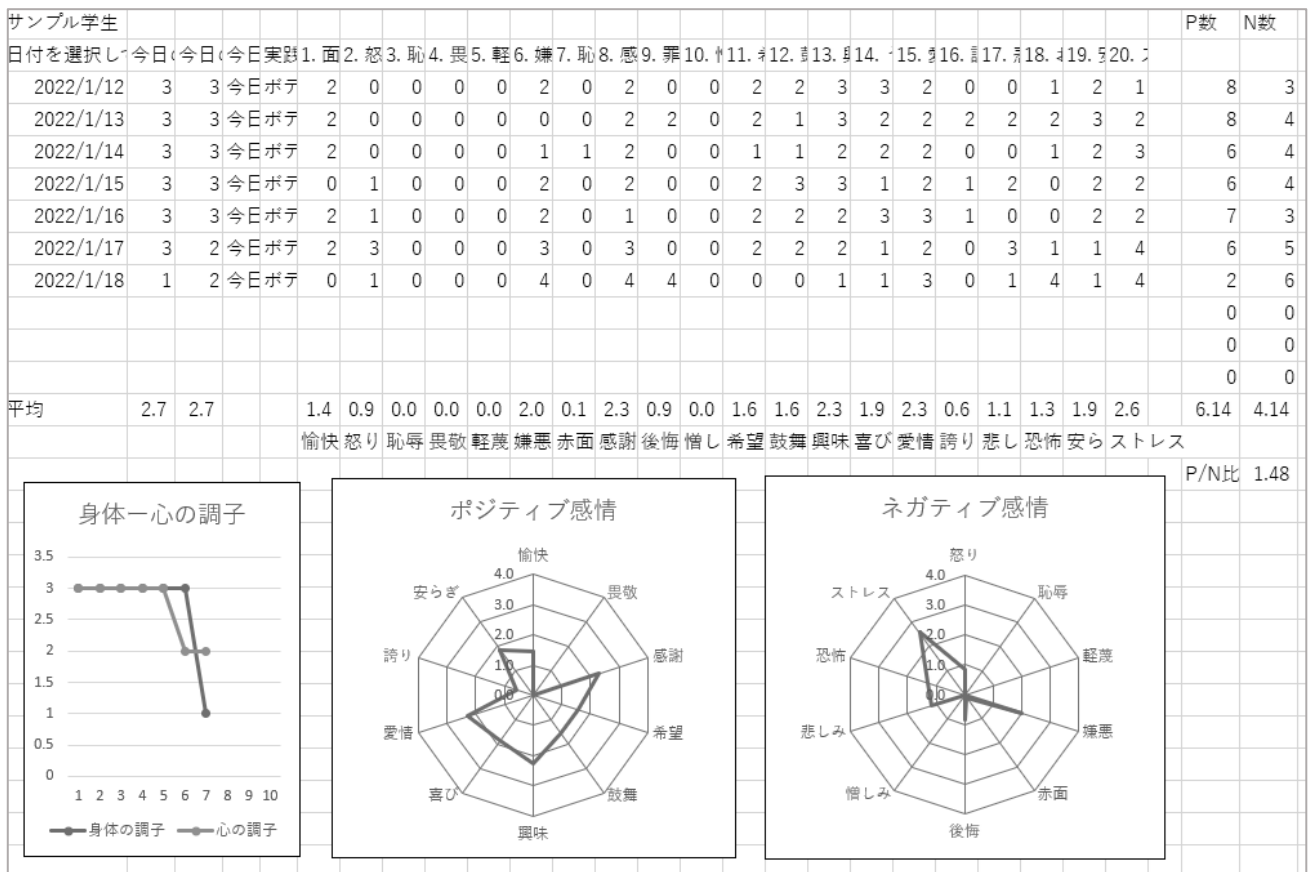 サンプル学生 P数 N数
日付を選択し 今日 今日 今日 実践 1. 面 2. 怒 3. 恥 4. 畏 5. 軽 6. 嫌 7. 恥 8. 感 9. 罪 10. 11. 12. 13. 14. 15. 16. 17. 18. 19. 20.
2022/1/12 3 3 今日 ポテ 2 0 0 0 0 2 0 2 0 0 2 2 3 3 2 0 0 1 2 1 8 3
2022/1/13 3 3 今日 ポテ 2 0 0 0 0 0 0 2 2 0 2 1 3 2 2 2 2 2 3 2 8 4
2022/1/14 3 3 今日 ポテ 2 0 0 0 0 1 1 2 0 0 1 1 2 2 2 0 0 1 2 3 6 4
2022/1/15 3 3 今日 ポテ 0 1 0 0 0 2 0 2 0 0 2 3 3 1 2 1 2 0 2 2 6 4
2022/1/16 3 3 今日 ポテ 2 1 0 0 0 2 0 1 0 0 2 2 2 3 3 1 0 0 2 2 7 3
2022/1/17 3 2 今日 ポテ 2 3 0 0 0 3 0 3 0 0 2 2 2 1 2 0 3 1 1 4 6 5
2022/1/18 1 2 今日 ポテ 0 1 0 0 0 4 0 4 4 0 0 0 1 1 3 0 1 4 1 4 2 6
0 0
0 0
0 0
平均 2.7 2.7 1.4 0.9 0.0 0.0 0.0 2.0 0.1 2.3 0.9 0.0 1.6 1.6 2.3 1.9 2.3 0.6 1.1 1.3 1.9 2.6 6.14 4.14
愉快 怒り 恥辱 畏敬 軽蔑 嫌悪 赤面 感謝 後悔 憎し 希望 鼓舞 興味 喜び 愛情 誇り 悲し 恐怖 安ら ストレス
P/N比 1.48
身体ー心の調子
3.5
3
2.5
2
1.5
1
0.5
0
1 2 3 4 5 6 7 8 9 10
身体の調子 心の調子
ポジティブ感情
愉快
畏敬
感謝
希望
鼓舞
興味
喜び
愛情
誇り
安らぎ
4.0
3.0
2.0
1.0
0.0
ネガティブ感情
怒り
恥辱
軽蔑
嫌悪
赤面
後悔
憎しみ
悲しみ
恐怖
ストレス
4.0
3.0
2.0
1.0
0.0